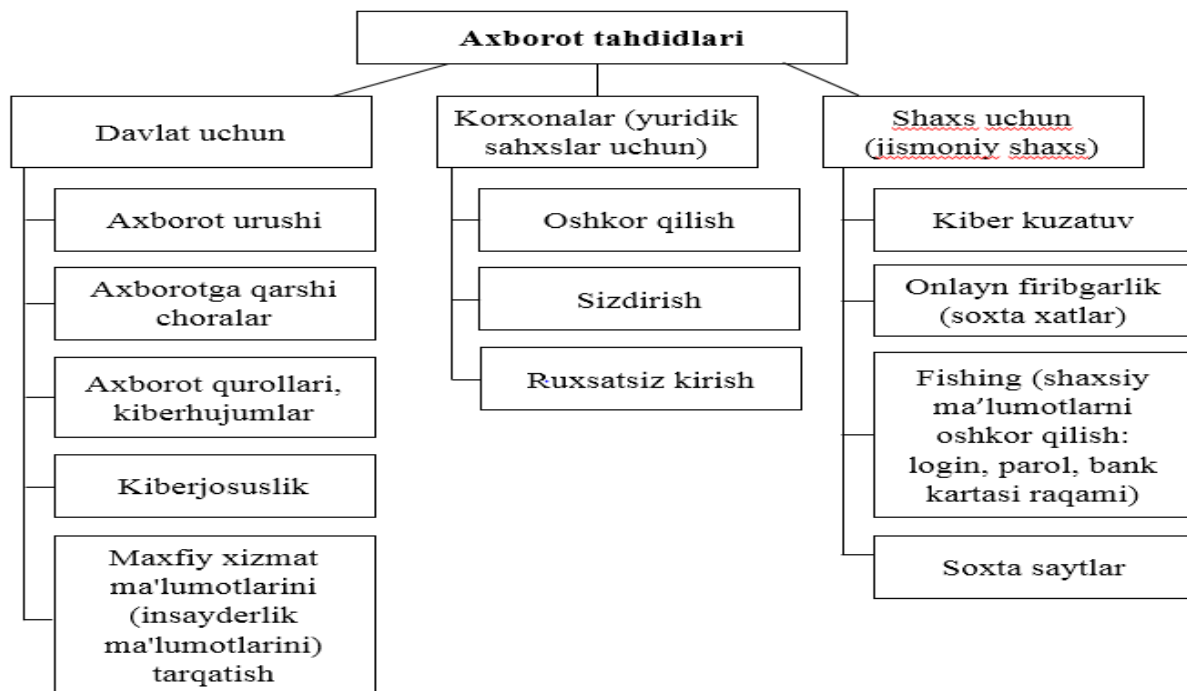 Axborot tahdidlari
Davlat uchun
Axborot urushi
Axborotga qarshi
choralar
Axborot qurollari,
kiberhujumlar
Kiberjosuslik
Maxfiy xizmat
ma'lumotlarini
(insayderlik
ma'lumotlarini)
tarqatish
Korxonalar (yuridik
sahxslar uchun)
Oshkor qilish
Sizdirish
Ruxsatsiz kirish
Shaxs uchun
(jismoniy shaxs)
Kiber kuzatuv
Onlayn firibgarlik
(soxta xatlar)
Fishing (shaxsiy
maʼlumotlarni
oshkor qilish:
login, parol, bank
kartasi raqami)
Soxta saytlar